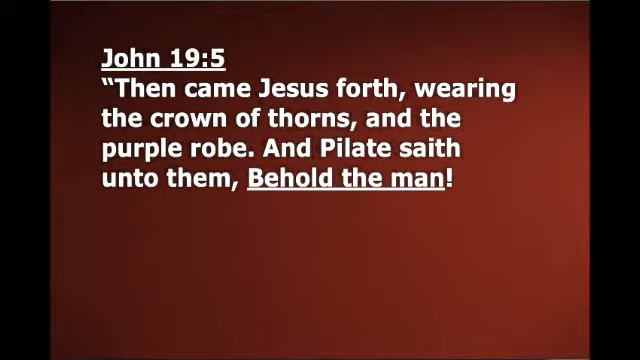 John 19:5
“Then came Jesus forth, wearing
the crown of thorns, and the
purple robe. And Pilate saith
unto them, Behold the man!